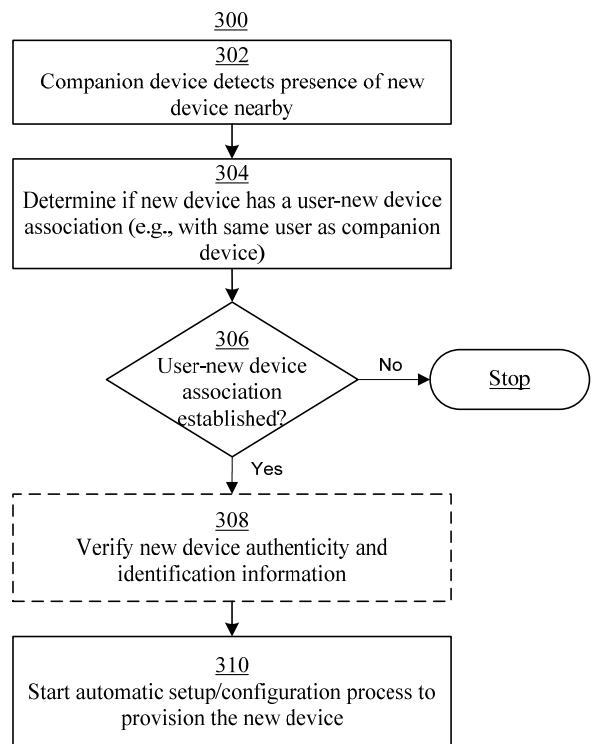 300
302
Companion device detects presence of new
device nearby
304
Determine if new device has a user-new device
association (e.g., with same user as companion
device)
306
User-new device
association
established?
No
Stop
Yes
308
Verify new device authenticity and
identification information
310
Start automatic setup/configuration process to
provision the new device